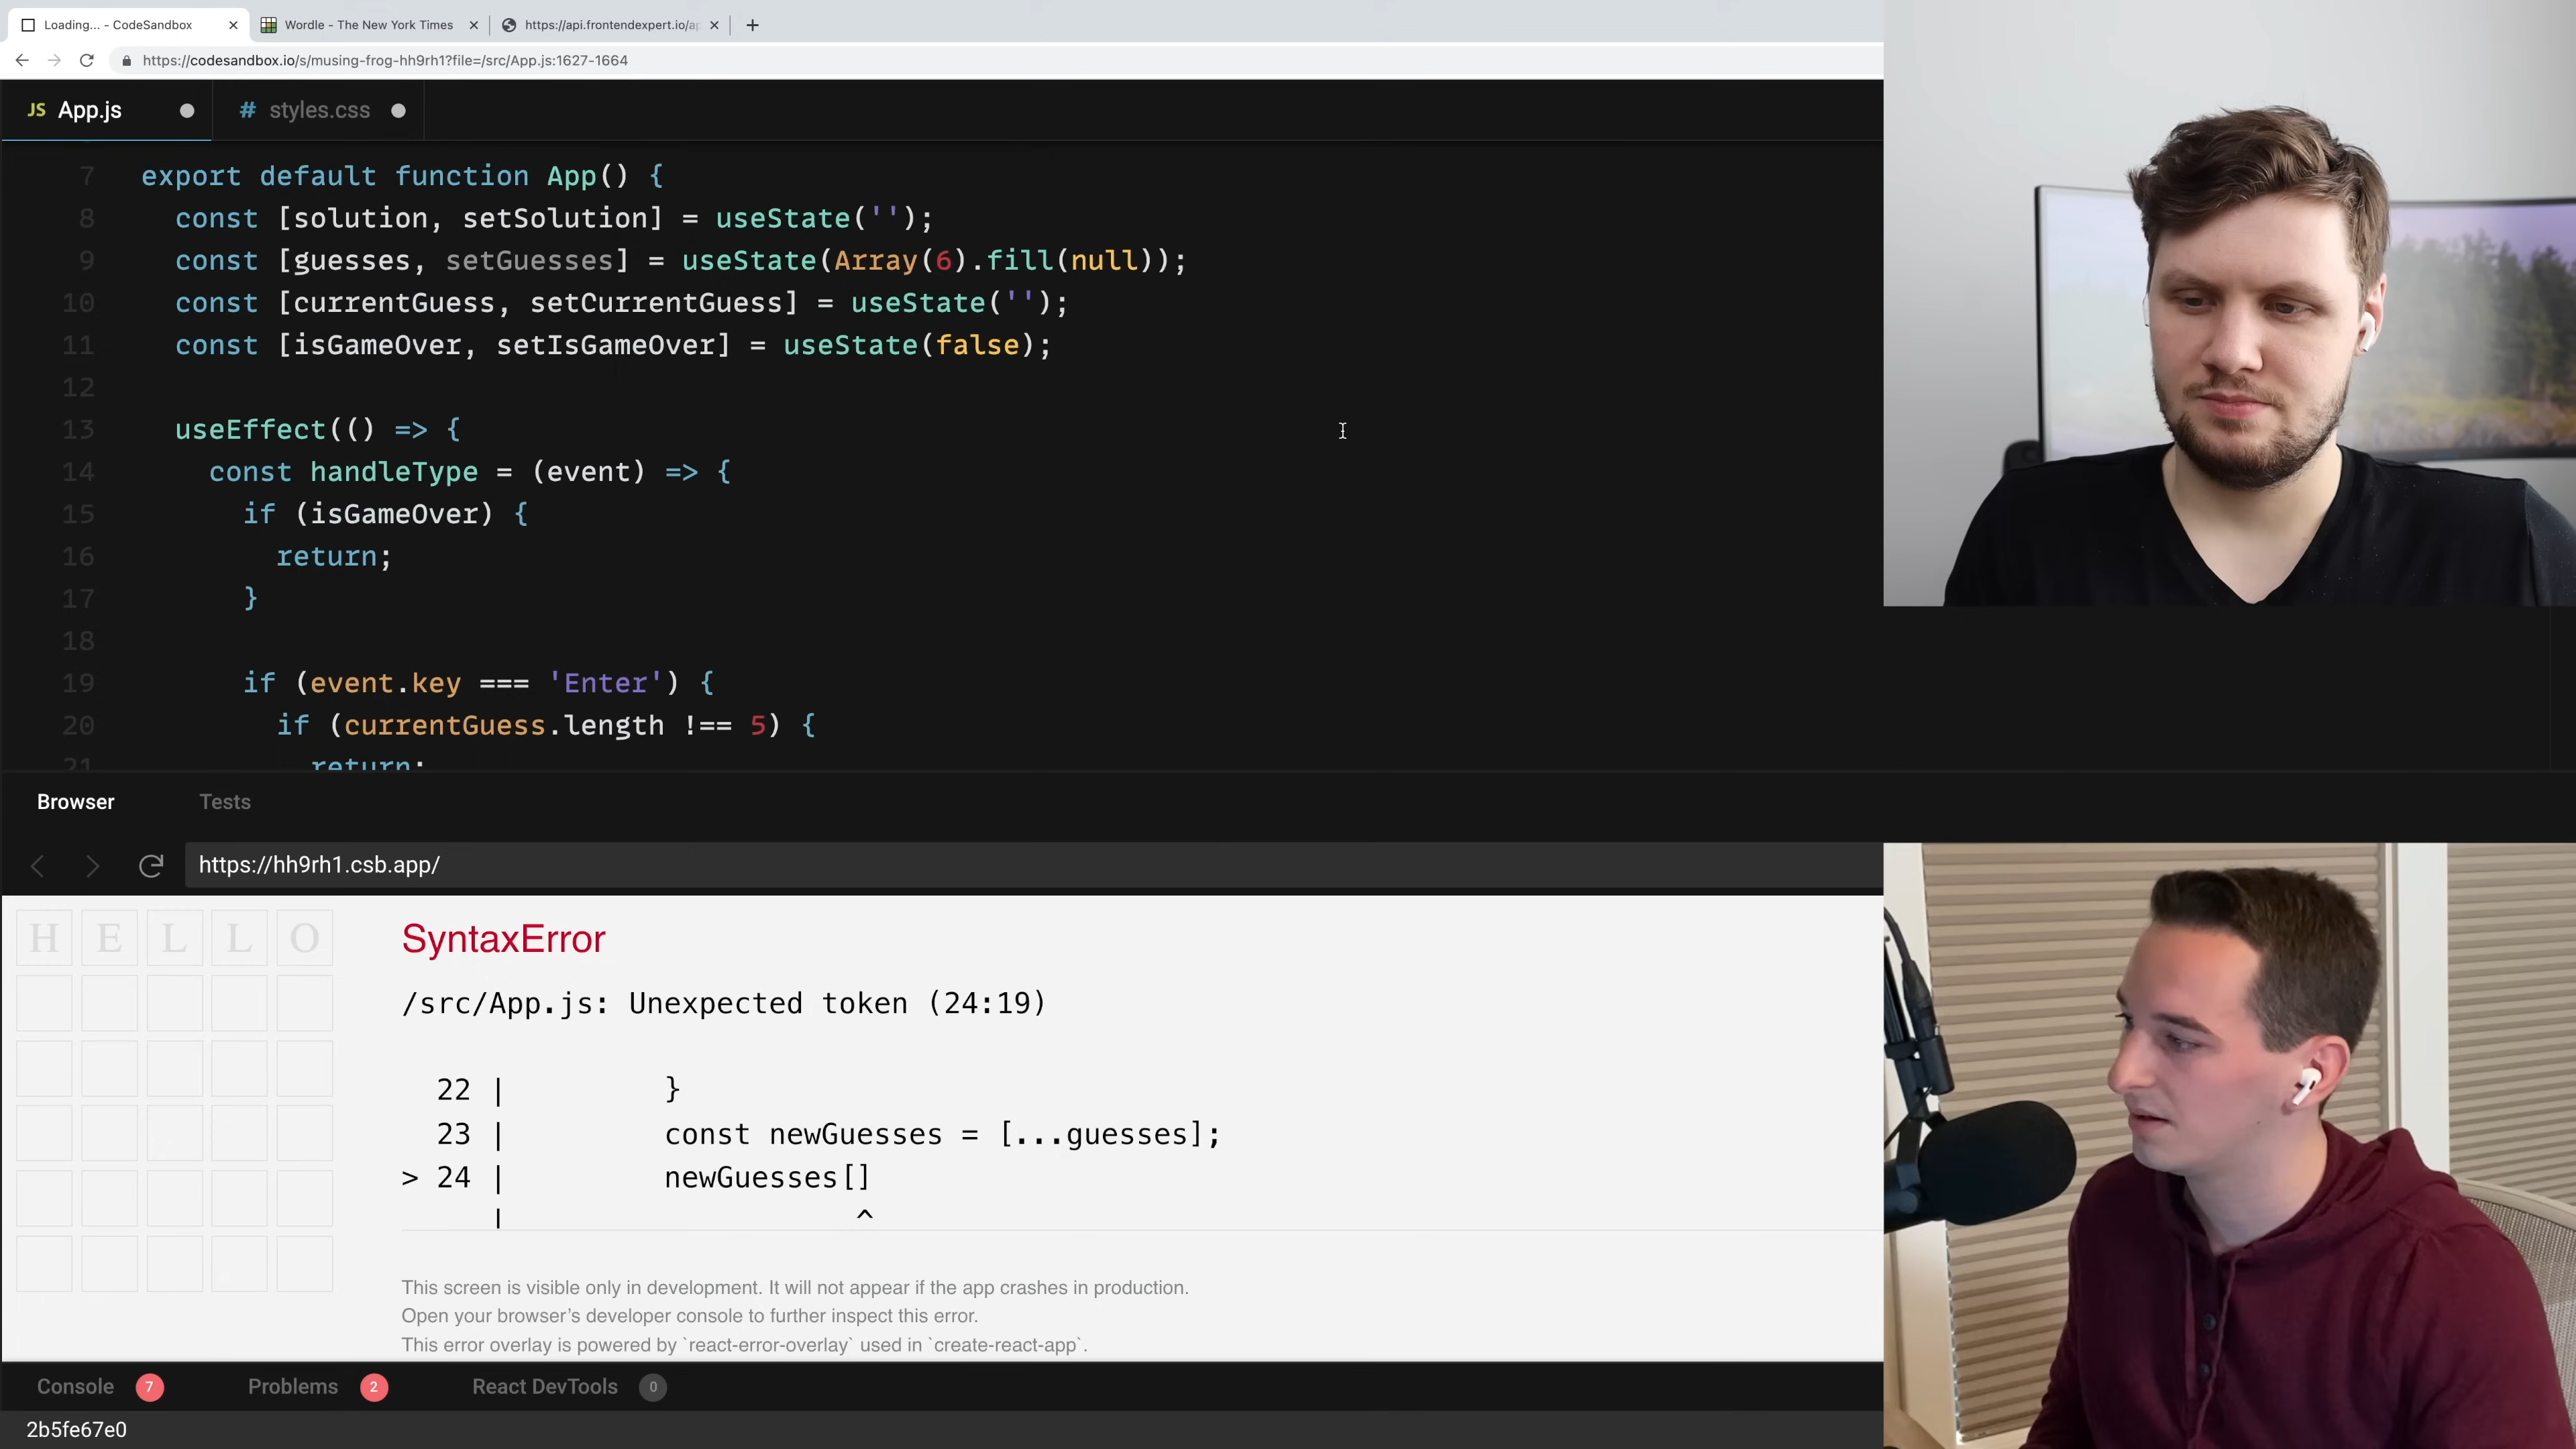 Loading... - CodeSandbox
Wordle - The New York Times
https://api.frontendexpert.io/ap
https://codesandbox.io/s/musing-frog-hh9rh1?file=/src/App.js:1627-1664
JS App.js
# styles.css
7 export default function App() {
8 const [solution, setSolution] = useState('');
9 const [guesses, setGuesses] = useState(Array(6).fill(null));
10 const [currentGuess, setCurrentGuess] = useState('');
11 const [isGameOver, setIsGameOver] = useState(false);
12
13 useEffect(() => {
14 const handleType = (event) => {
15 if (isGameOver) {
16 return;
17 }
18
19 if (event.key === 'Enter') {
20 if (currentGuess.length !== 5) {
21 return;
Browser Tests
https://hh9rh1.csb.app/
H E L L O
SyntaxError
/src/App.js: Unexpected token (24:19)
22 | }
23 | const newGuesses = [...guesses];
> 24 | newGuesses[]
| ^
This screen is visible only in development. It will not appear if the app crashes in production.
Open your browser’s developer console to further inspect this error.
This error overlay is powered by `react-error-overlay` used in `create-react-app`.
Console 7 Problems 2 React DevTools 0
2b5fe67e0